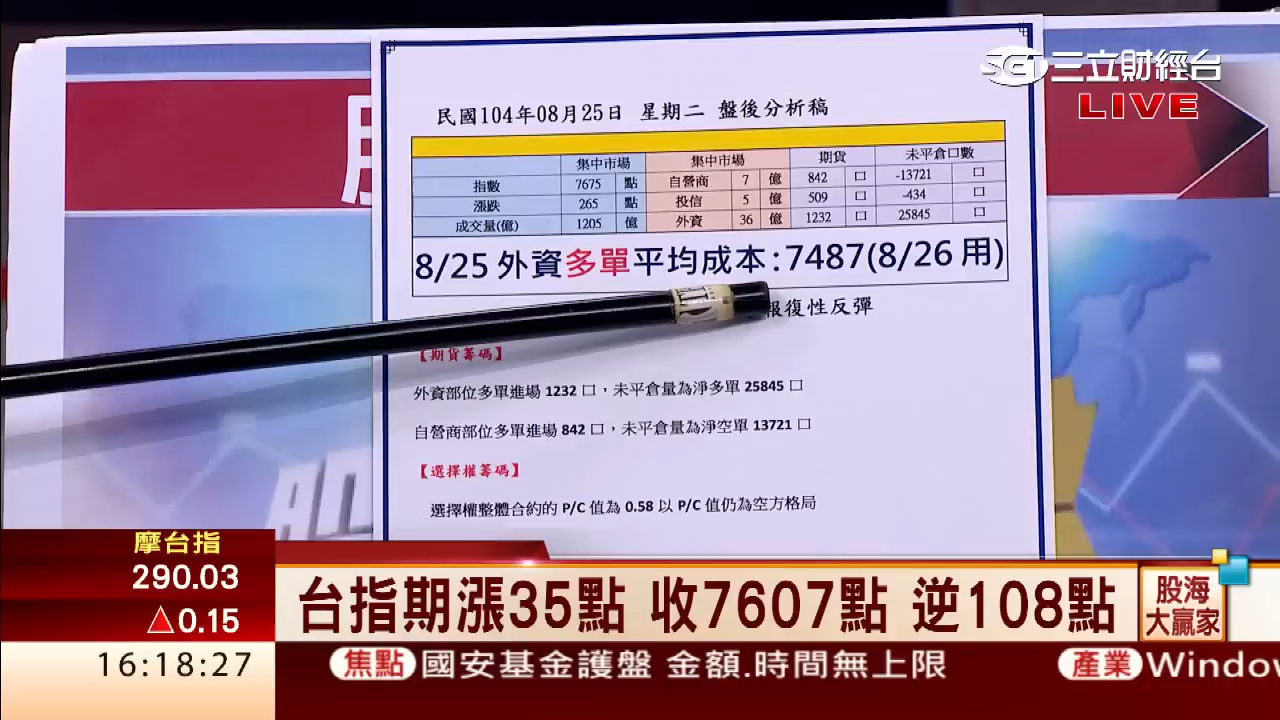 SET三立財經台
LIVE
民國104年08月25日 星期二 盤後分析稿
集中市場 集中市場 期貨 未平倉口數
指數 7675 點 自營商 7 億 842 口 -13721 口
漲跌 265 點 投信 5 億 509 口 -434 口
成交量(億) 1205 億 外資 36 億 1232 口 25845 口
8/25外資多單平均成本:7487(8/26用)
報復性反彈
【期貨籌碼】
外資部位多單進場 1232 口，未平倉量為淨多單 25845 口
自營商部位多單進場 842 口，未平倉量為淨空單 13721 口
【選擇權籌碼】
選擇權整體合約的 P/C 值為 0.58 以 P/C 值仍為空方格局
摩台指
290.03
△0.15
台指期漲35點 收7607點 逆108點
股海
大贏家
16:18:27
焦點 國安基金護盤 金額.時間無上限
產業 Window